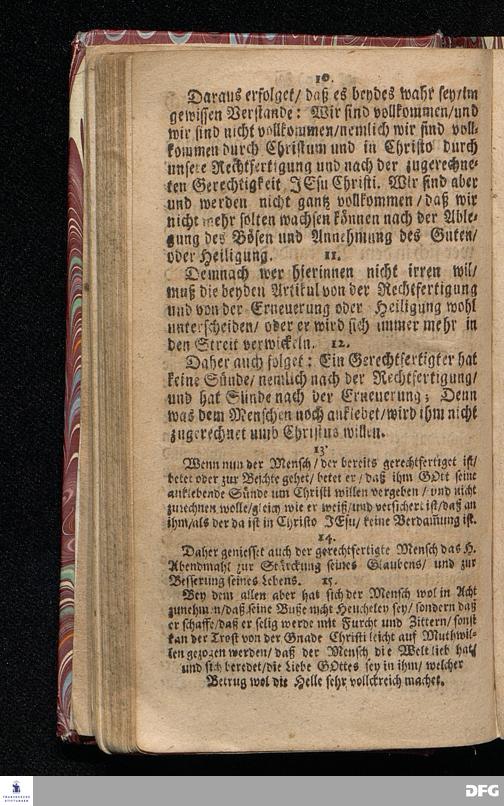 10.
Daraus erfolget/ daß es beydes wahr sey/im
gewissen Verstande: Wir sind vollkommen/und
wir sind nicht vollkommen/nemlich wir sind voll-
kommen durch Christum und in Christo durch
unsere Rechtfertigung und nach der zugerechne-
ten Gerechtigkeit JEsu Christi. Wir sind aber
und werden nicht gantz vollkommen/ daß wir
nicht mehr solten wachsen können nach der Able-
gung des Bösen und Annehmung des Guten/
oder Heiligung. 11.
Demnach wer hierinnen nicht irren wil/
muß die beyden Artikul von der Rechtfertigung
und von der Erneuerung oder Heiligung wohl
unterscheiden/ oder er wird sich immer mehr in
den Streit verwickeln. 12.
Daher auch folget: Ein Gerechtfertigter hat
keine Sünde/ nemlich nach der Rechtfertigung/
und hat Sünde nach der Erneuerung; Denn
was dem Menschen noch anklebet/wird ihm nicht
zugerechnet umb Christus willen.
13.
Wenn nun der Mensch/ der bereits gerechtfertiget ist/
betet oder zur Beichte gehet/ betet er/ daß ihm GOtt seine
anklebende Sünde um Christi willen vergeben / und nicht
zurechnen wolle/gleich wie er weiß/und versichert ist/daß an
ihm/als der da ist in Christo JEsu/ keine Verdamung ist.
14.
Daher geniesset auch der gerechtfertigte Mensch das H.
Abendmahl zur Stärckung seines Glaubens/ und zur
Besserung seines Lebens. 15.
Bey dem allen aber hat sich der Mensch wol in Acht
zunehmen/daß seine Buße nicht Heucheley sey/ sondern daß
er schaffe/daß er selig werde mit Furcht und Zittern/ sonst
kan der Trost von der Gnade Christi leicht auf Muthwil-
len gezogen werden/ daß der Mensch die Welt lieb hat/
und sich beredet/die Liebe GOttes sey in ihm/ welcher
Betrug wol die Helle sehr vollckreich machet.
FRANCKESCHE
STIFTUNGEN
DFG